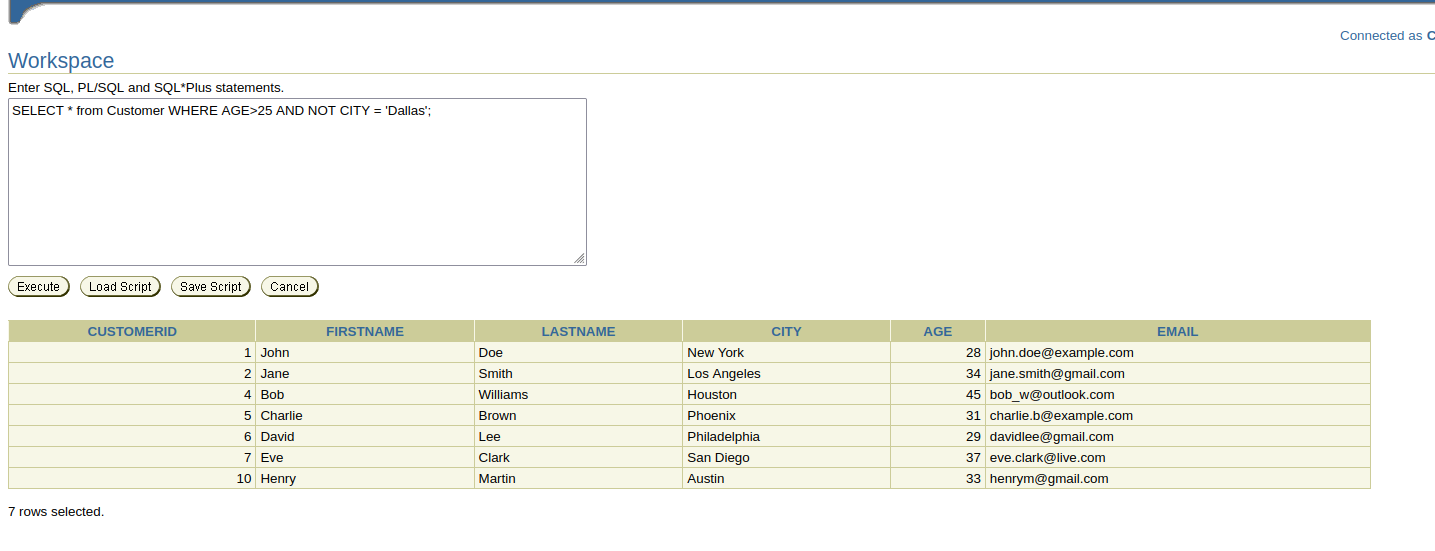 Connected as C
Workspace
Enter SQL, PL/SQL and SQL*Plus statements.
SELECT * from Customer WHERE AGE>25 AND NOT CITY = 'Dallas';
Execute Load Script Save Script Cancel
CUSTOMERID FIRSTNAME LASTNAME CITY AGE EMAIL
1 John Doe New York 28 john.doe@example.com
2 Jane Smith Los Angeles 34 jane.smith@gmail.com
4 Bob Williams Houston 45 bob_w@outlook.com
5 Charlie Brown Phoenix 31 charlie.b@example.com
6 David Lee Philadelphia 29 davidlee@gmail.com
7 Eve Clark San Diego 37 eve.clark@live.com
10 Henry Martin Austin 33 henrym@gmail.com
7 rows selected.